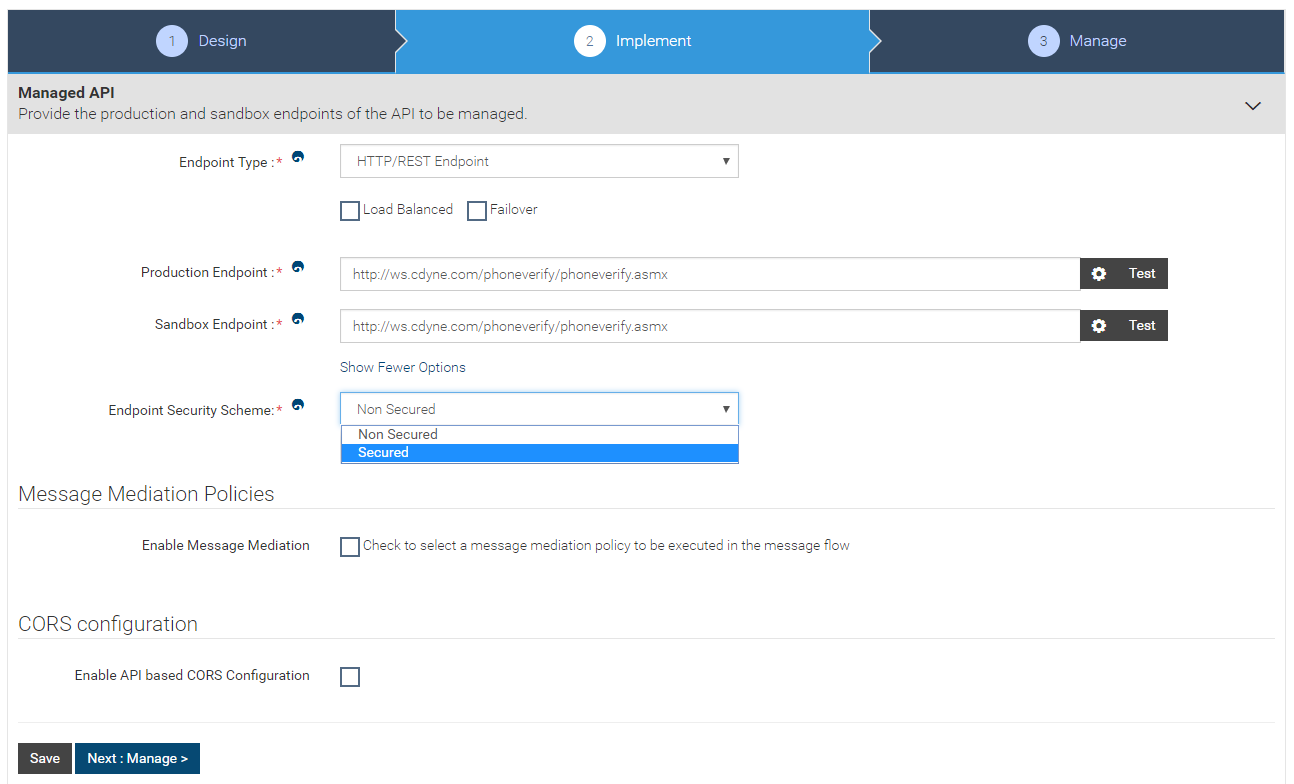 1 Design
2 Implement
3 Manage
Managed API
Provide the production and sandbox endpoints of the API to be managed.
Endpoint Type :*
HTTP/REST Endpoint
Load Balanced
Failover
Production Endpoint :*
http://ws.cdyne.com/phoneverify/phoneverify.asmx
Test
Sandbox Endpoint :*
http://ws.cdyne.com/phoneverify/phoneverify.asmx
Test
Show Fewer Options
Endpoint Security Scheme:*
Non Secured
Non Secured
Secured
Message Mediation Policies
Enable Message Mediation
Check to select a message mediation policy to be executed in the message flow
CORS configuration
Enable API based CORS Configuration
Save
Next : Manage >